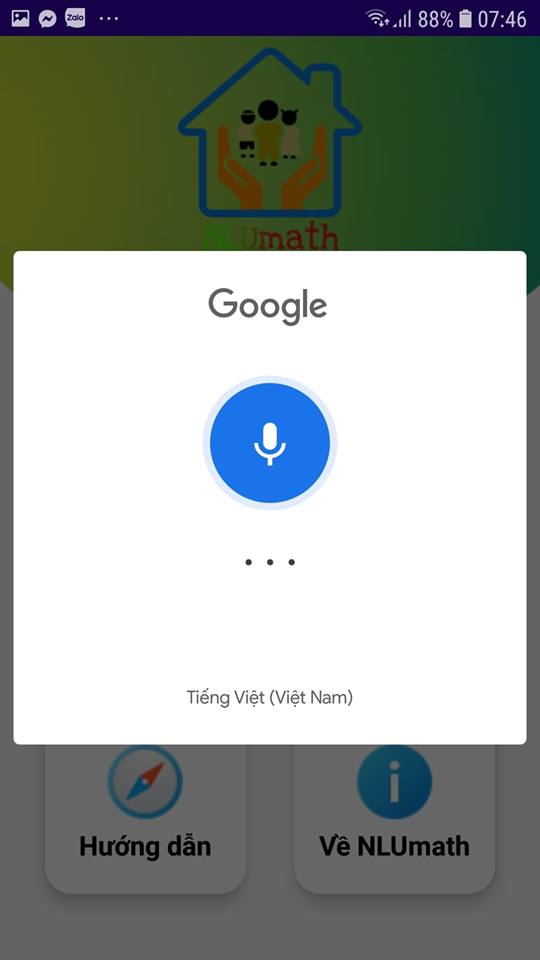 Zalo
88% 07:46
NLUmath
Google
Tiếng Việt (Việt Nam)
Hướng dẫn
Về NLUmath